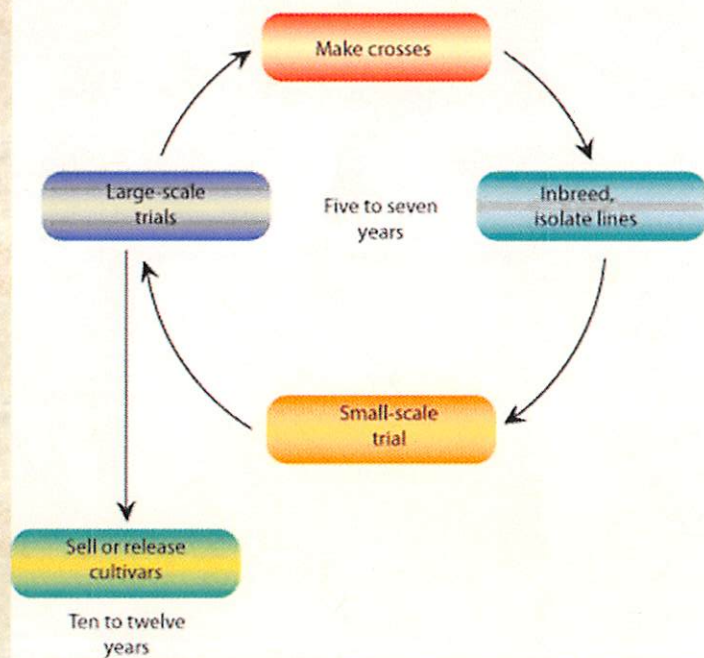 Make crosses
Large-scale
trials
Five to seven
years
Inbreed,
isolate lines
Small-scale
trial
Sell or release
cultivars
Ten to twelve
years